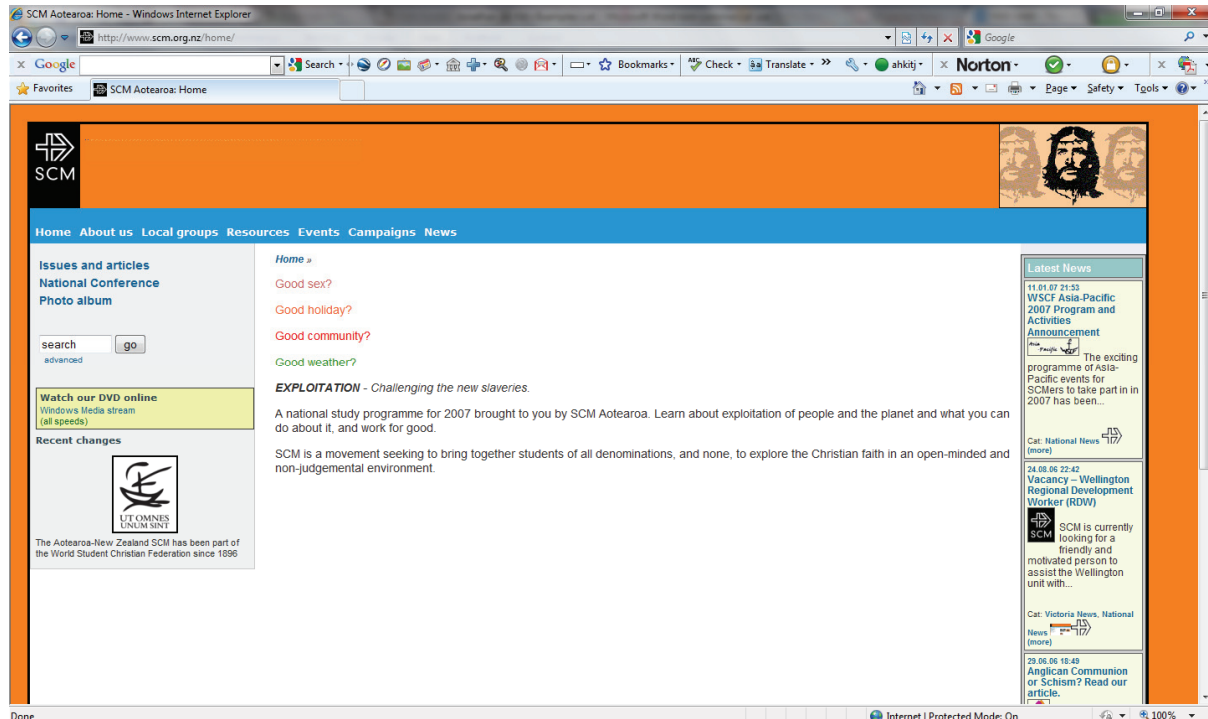 SCM Aotearoa: Home - Windows Internet Explorer
http://www.scm.org.nz/home/
Google
x Google
Search
Bookmarks
Check
Translate
»
ahkitj
x Norton
x
Favorites
SCM Aotearoa: Home
Page Safety Tools
SCM
Home About us Local groups Resources Events Campaigns News
Issues and articles
National Conference
Photo album
search go
advanced
Watch our DVD online
Windows Media stream
(all speeds)
Recent changes
UT OMNES
UNUM SINT
The Aotearoa-New Zealand SCM has been part of
the World Student Christian Federation since 1896
Home »
Good sex?
Good holiday?
Good community?
Good weather?
EXPLOITATION - Challenging the new slaveries.
A national study programme for 2007 brought to you by SCM Aotearoa. Learn about exploitation of people and the planet and what you can
do about it, and work for good.
SCM is a movement seeking to bring together students of all denominations, and none, to explore the Christian faith in an open-minded and
non-judgemental environment.
Latest News
11.01.07 21:53
WSCF Asia-Pacific
2007 Program and
Activities
Announcement
Asia
Pacific
The exciting
programme of Asia-
Pacific events for
SCMers to take part in in
2007 has been...
Cat: National News
(more)
24.08.06 22:42
Vacancy – Wellington
Regional Development
Worker (RDW)
SCM
SCM is currently
looking for a
friendly and
motivated person to
assist the Wellington
unit with...
Cat: Victoria News, National
News
(more)
29.06.06 18:49
Anglican Communion
or Schism? Read our
article.
Done
Internet | Protected Mode: On
100%